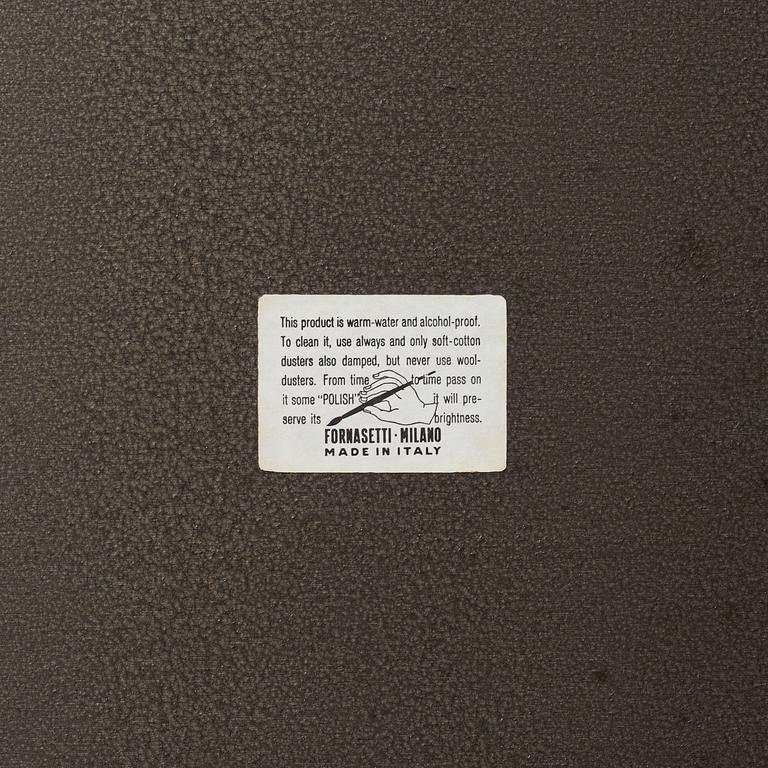 This product is warm-water and alcohol-proof.
To clean it, use always and only soft-cotton
dusters also damped, but never use wool-
dusters. From time to time pass on
it some "POLISH" it will pre-
serve its brightness.
FORNASETTI · MILANO
MADE IN ITALY